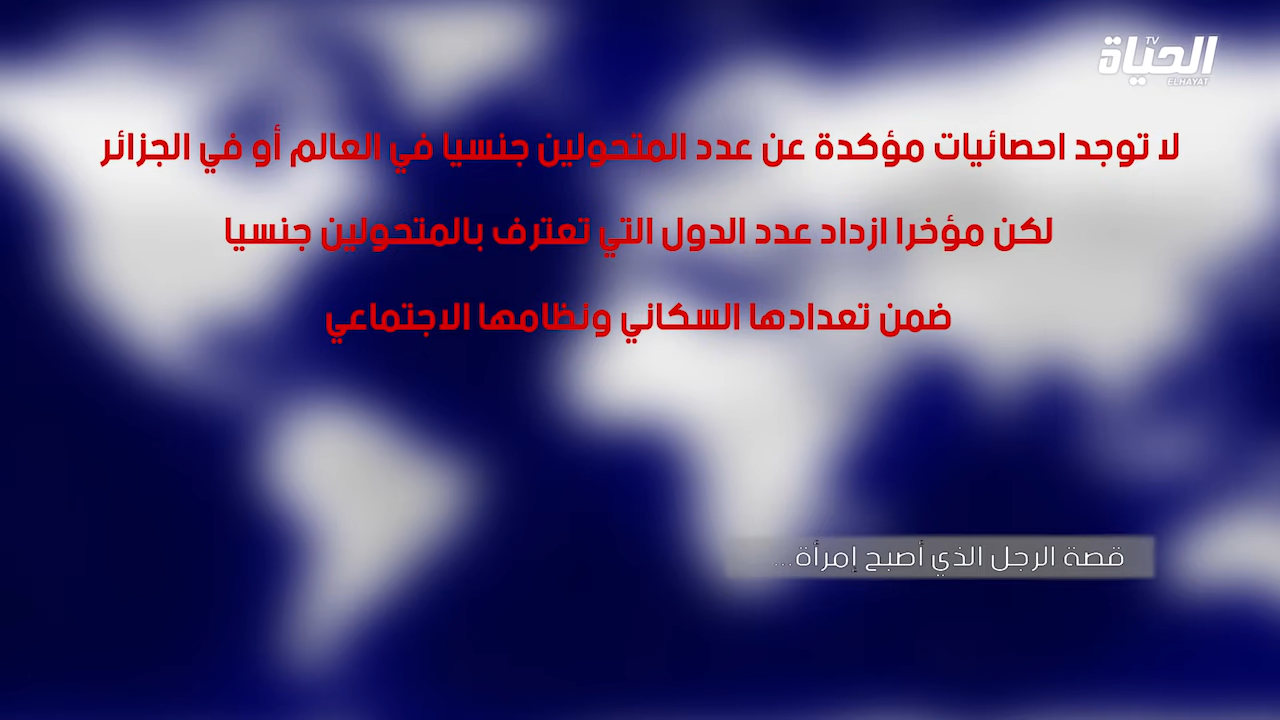 الحياة TV
ELHAYAT
لا توجد احصائيات مؤكدة عن عدد المتحولين جنسيا في العالم أو في الجزائر
لكن مؤخرا ازداد عدد الدول التي تعترف بالمتحولين جنسيا
ضمن تعدادها السكاني ونظامها الاجتماعي
قصة الرجل الذي أصبح إمرأة...